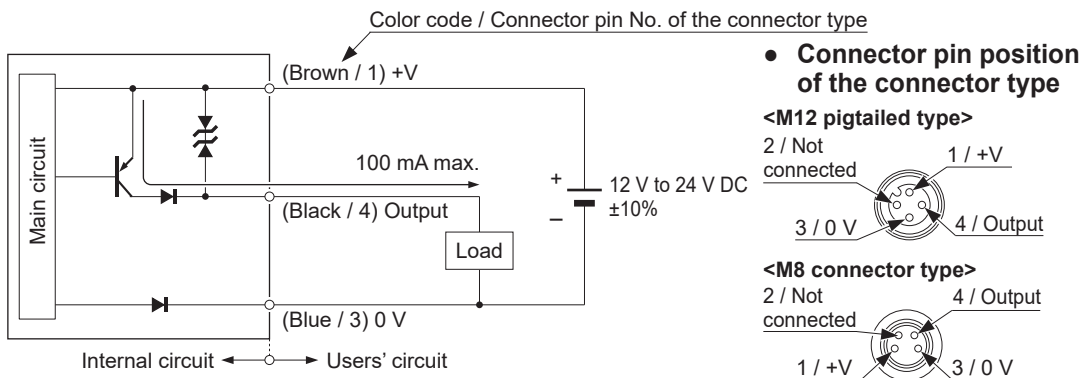 Color code / Connector pin No. of the connector type
(Brown / 1) +V
Main circuit
100 mA max.
(Black / 4) Output
Load
+
−
12 V to 24 V DC
±10%
(Blue / 3) 0 V
Internal circuit
Users’ circuit
● Connector pin position
of the connector type
<M12 pigtailed type>
2 / Not
connected
1 / +V
3 / 0 V
4 / Output
<M8 connector type>
2 / Not
connected
4 / Output
1 / +V
3 / 0 V